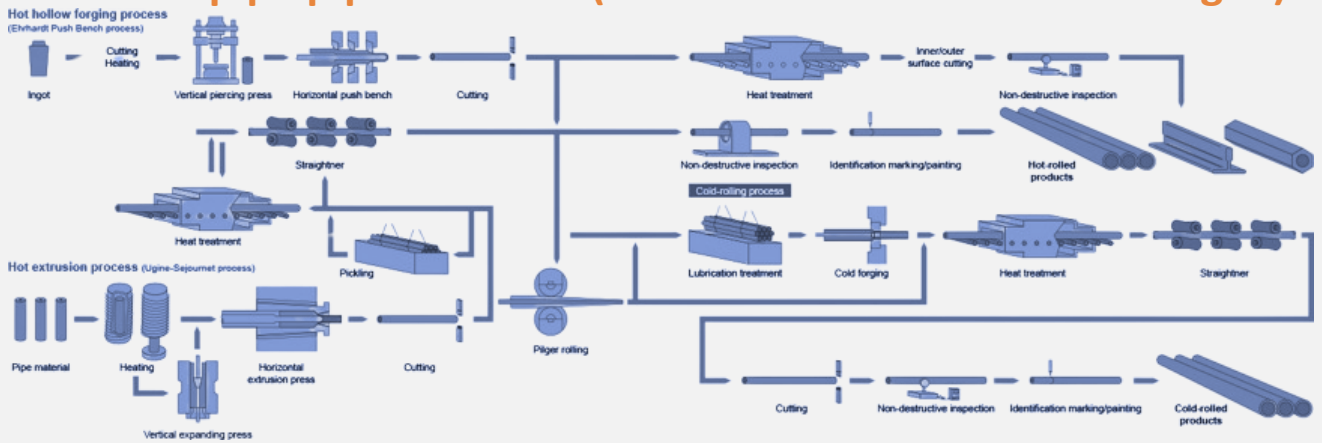 Hot hollow forging process
(Ehrhardt Push Bench process)
Ingot
Cutting
Heating
Vertical piercing press
Horizontal push bench
Cutting
Heat treatment
Inner/outer
surface cutting
Non-destructive inspection
Straightner
Non-destructive inspection
Identification marking/painting
Hot-rolled
products
Heat treatment
Pickling
Cold-rolling process
Lubrication treatment
Cold forging
Heat treatment
Straightner
Hot extrusion process (Ugine-Sejournet process)
Pipe material
Heating
Horizontal
extrusion press
Cutting
Pilger rolling
Vertical expanding press
Cutting
Non-destructive inspection
Identification marking/painting
Cold-rolled
products